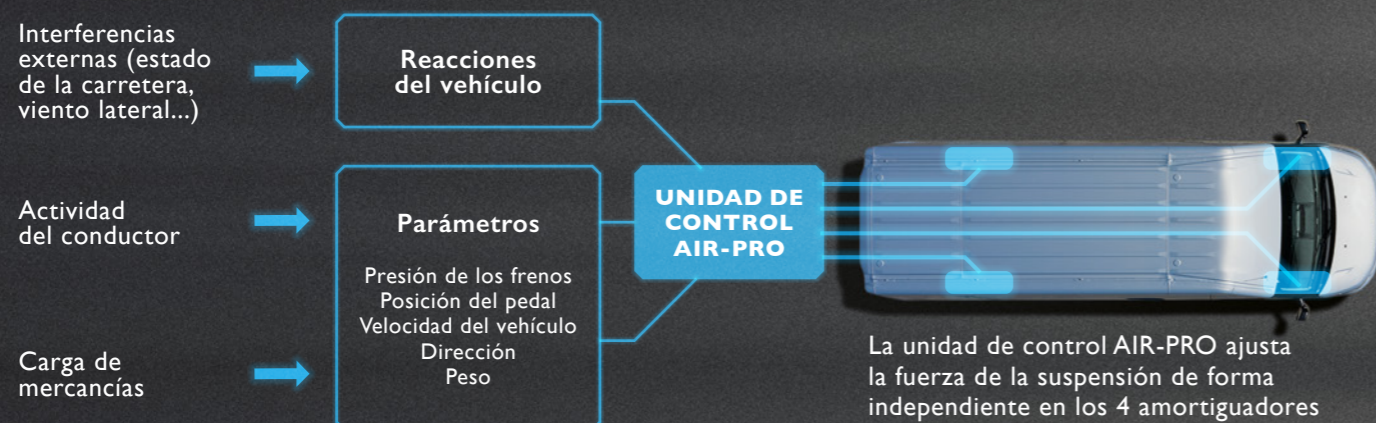 Interferencias
externas (estado
de la carretera,
viento lateral...)
Reacciones
del vehículo
Actividad
del conductor
Parámetros
Presión de los frenos
Posición del pedal
Velocidad del vehículo
Dirección
Peso
Carga de
mercancías
UNIDAD DE
CONTROL
AIR-PRO
La unidad de control AIR-PRO ajusta
la fuerza de la suspensión de forma
independiente en los 4 amortiguadores